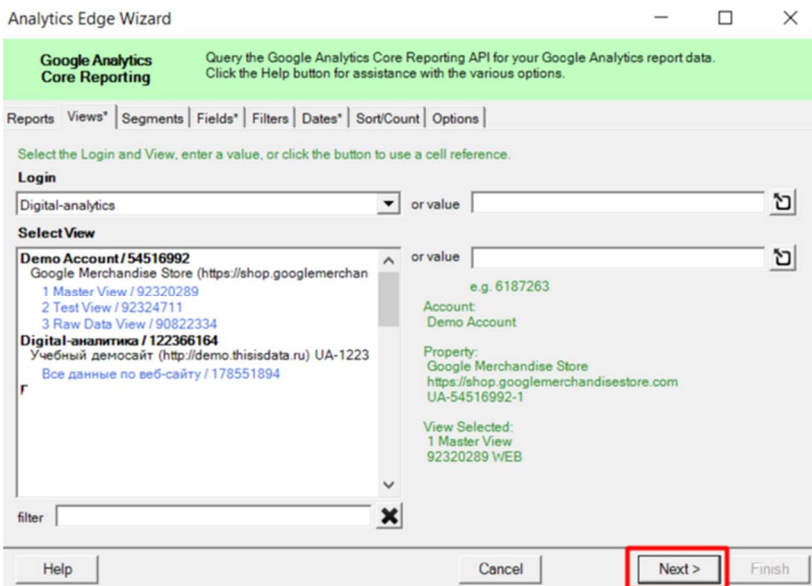 Analytics Edge Wizard
Google Analytics
Core Reporting
Query the Google Analytics Core Reporting API for your Google Analytics report data.
Click the Help button for assistance with the various options.
Reports Views* Segments Fields* Filters Dates* Sort/Count Options
Select the Login and View, enter a value, or click the button to use a cell reference.
Login
Digital-analytics or value
Select View
or value
Demo Account / 54516992
Google Merchandise Store (https://shop.googlemerchan
1 Master View / 92320289
2 Test View / 92324711
3 Raw Data View / 90822334
Digital-аналитика / 122366164
Учебный демосайт (http://demo.thisisdata.ru) UA-1223
Все данные по веб-сайту / 178551894
e.g. 6187263
Account:
Demo Account
Property:
Google Merchandise Store
https://shop.googlemerchandisestore.com
UA-54516992-1
View Selected:
1 Master View
92320289 WEB
filter
Help Cancel Next > Finish